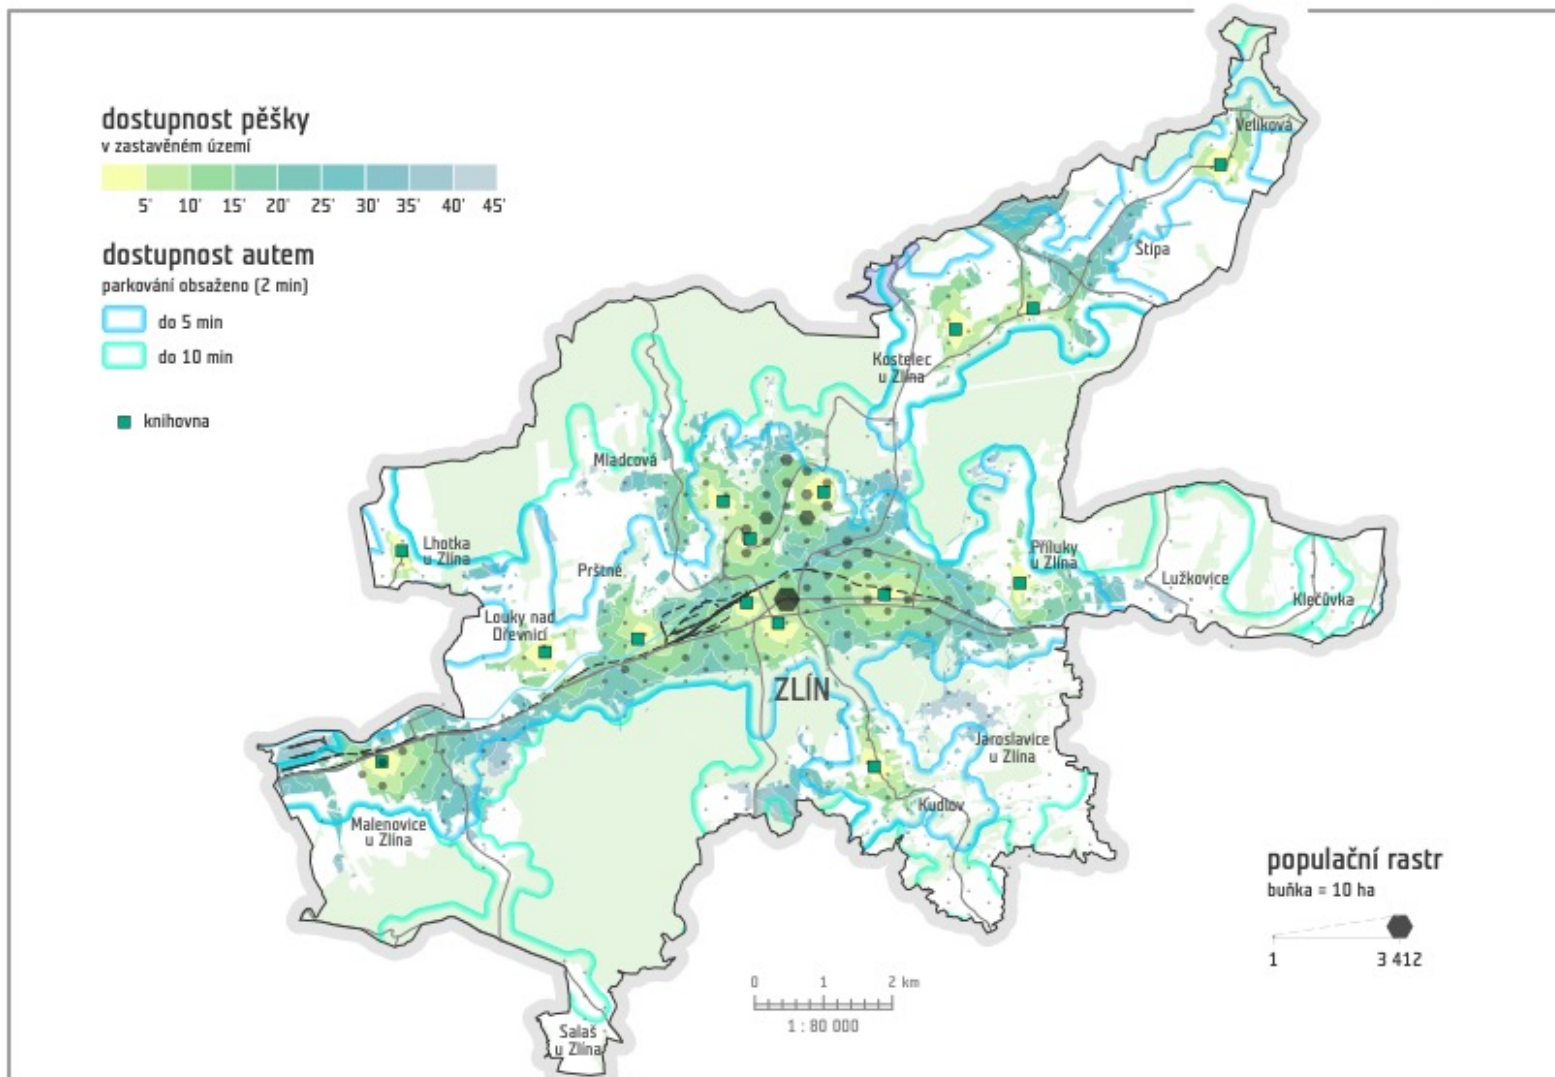 dostupnost pěšky
v zastavěném území
5' 10' 15' 20' 25' 30' 35' 40' 45'
dostupnost autem
parkování obsaženo (2 min)
do 5 min
do 10 min
knihovna
Velíková
Štípa
Kostelec
u Zlína
Mladcová
Lhotka
u Zlína
Prštné
Příluky
u Zlína
Lužkovice
Klečůvka
Louky nad
Dřevnicí
ZLÍN
Jaroslavice
u Zlína
Kudlov
Malenovice
u Zlína
Salaš
u Zlína
populační rastr
buňka = 10 ha
1 3 412
0 1 2 km
1 : 80 000